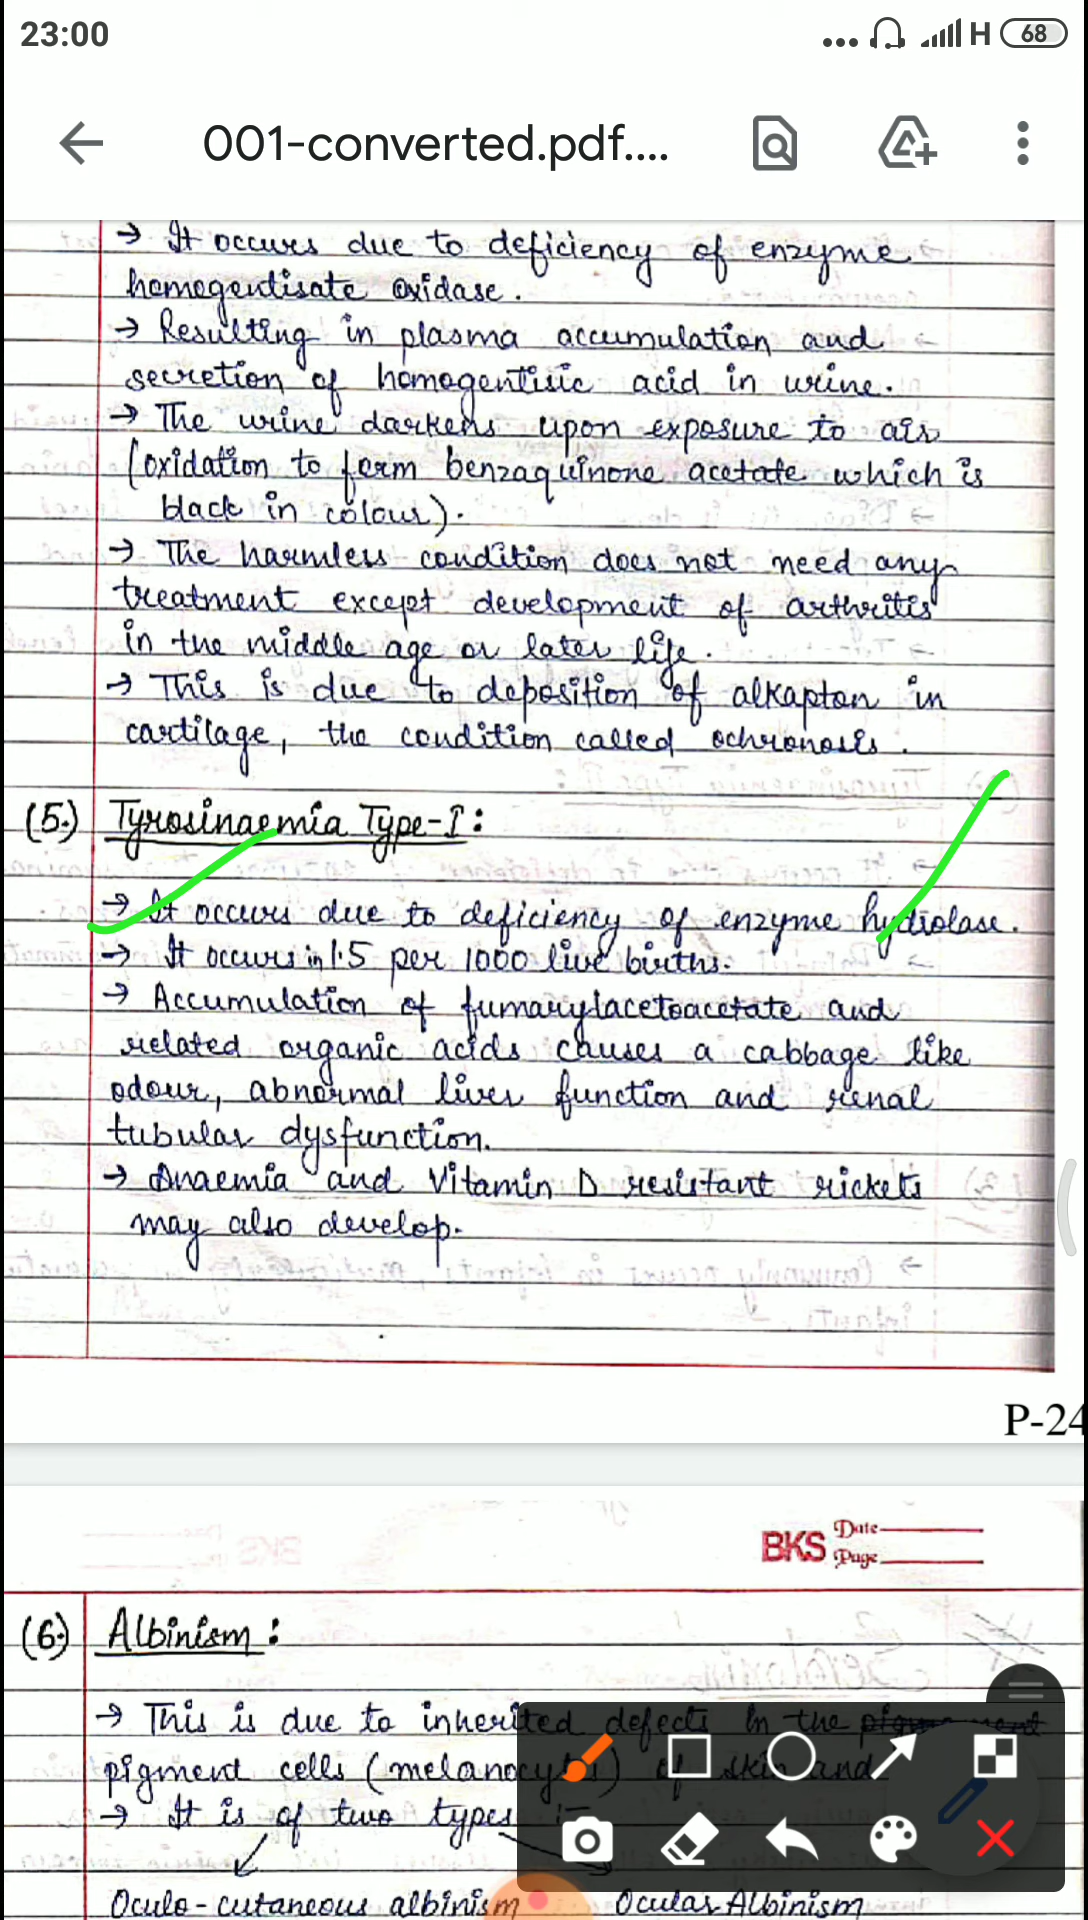 23:00
... H 68
001-converted.pdf....
→ It occurs due to deficiency of enzyme
homogentisate oxidase.
→ Resulting in plasma accumulation and
secretion of homogentisic acid in urine.
→ The urine darkens upon exposure to air
(oxidation to form benzaquinone acetate which is
black in colour).
→ The harmless condition does not need any
treatment except development of arthritis
in the middle age or later life.
→ This is due to deposition of alkapton in
cartilage, the condition called ochronosis.
(5.) Tyrosinaemia Type-I:
→ It occurs due to deficiency of enzyme hydrolase.
→ It occurs in 1.5 per 1000 live births.
→ Accumulation of fumarylacetoacetate and
related organic acids causes a cabbage like
odour, abnormal liver function and renal
tubular dysfunction.
→ Anaemia and Vitamin D resistant rickets
may also develop.
P-24
BKS Date
Page
(6.) Albinism:
→ This is due to inherited defects in the
pigment cells (melanocytes) of skin and
→ It is of two types :-
Oculo-cutaneous albinism Ocular Albinism